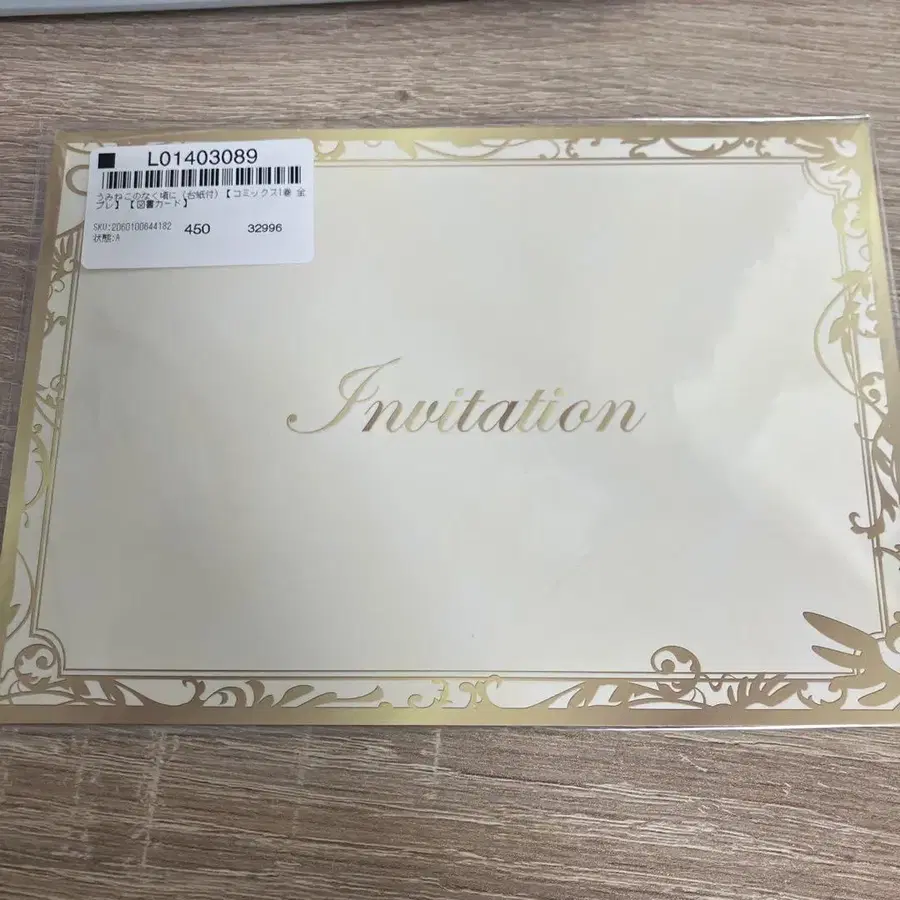 L01403089
うみねこのなく頃に（台紙付）【コミックス1巻 全
プレ】【図書カード】
SKU:2060100644182 450 32996
状態:A
Invitation